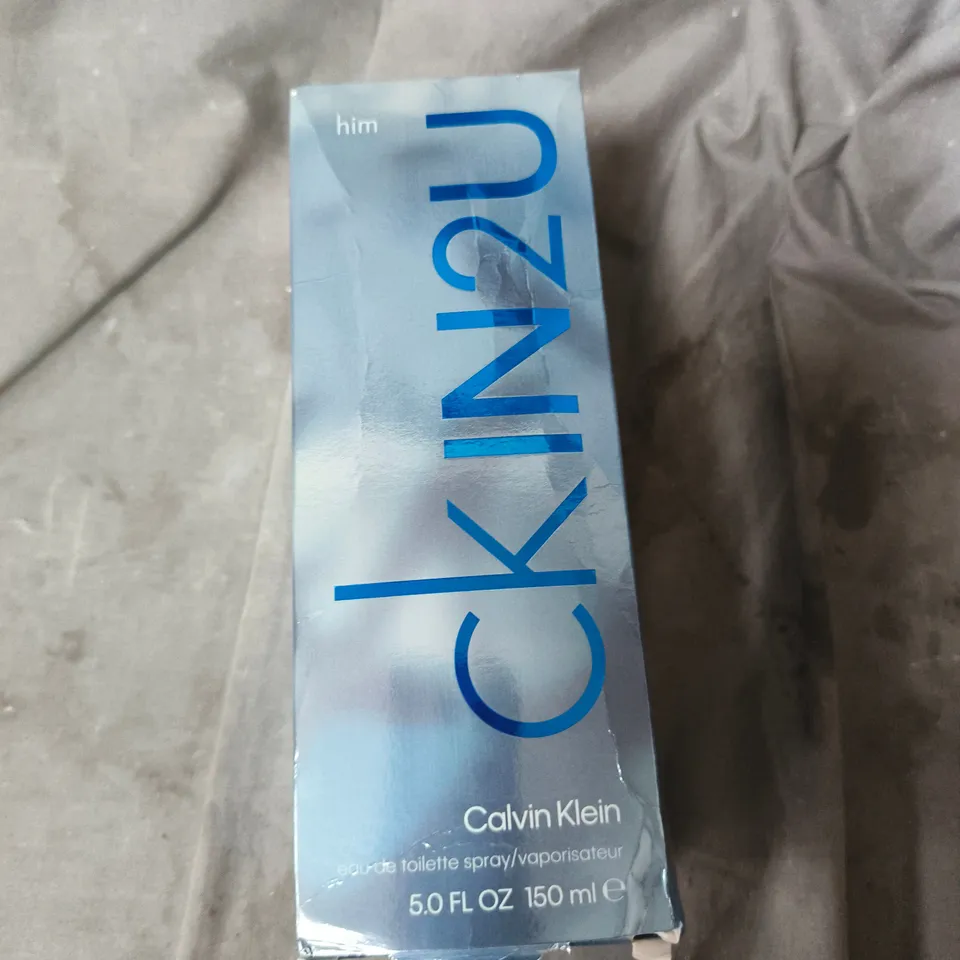 him
ckIN2U
Calvin Klein
eau de toilette spray/vaporisateur
5.0 FL OZ 150 ml ℮